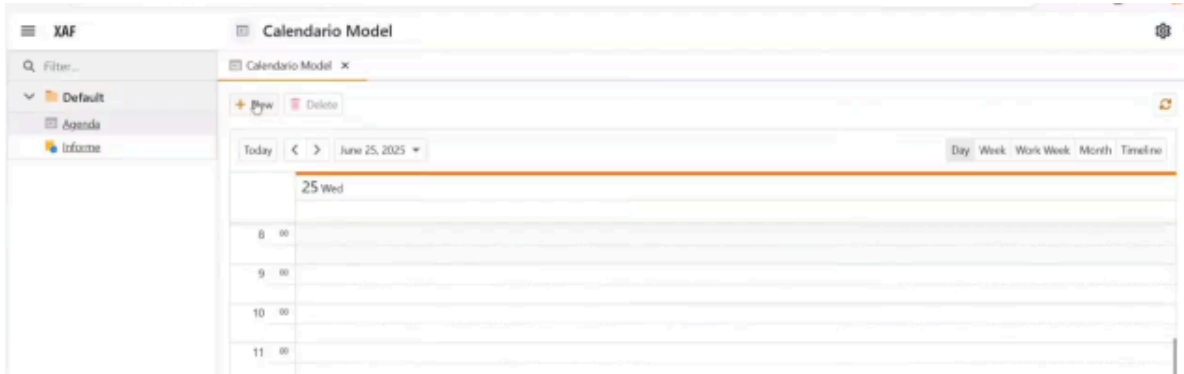 XAF
Calendario Model
Filter...
Calendario Model ×
Default
Agenda
Informe
New Delete
Today June 25, 2025 Day Week Work Week Month Timeline
25 Wed
8 00
9 00
10 00
11 00